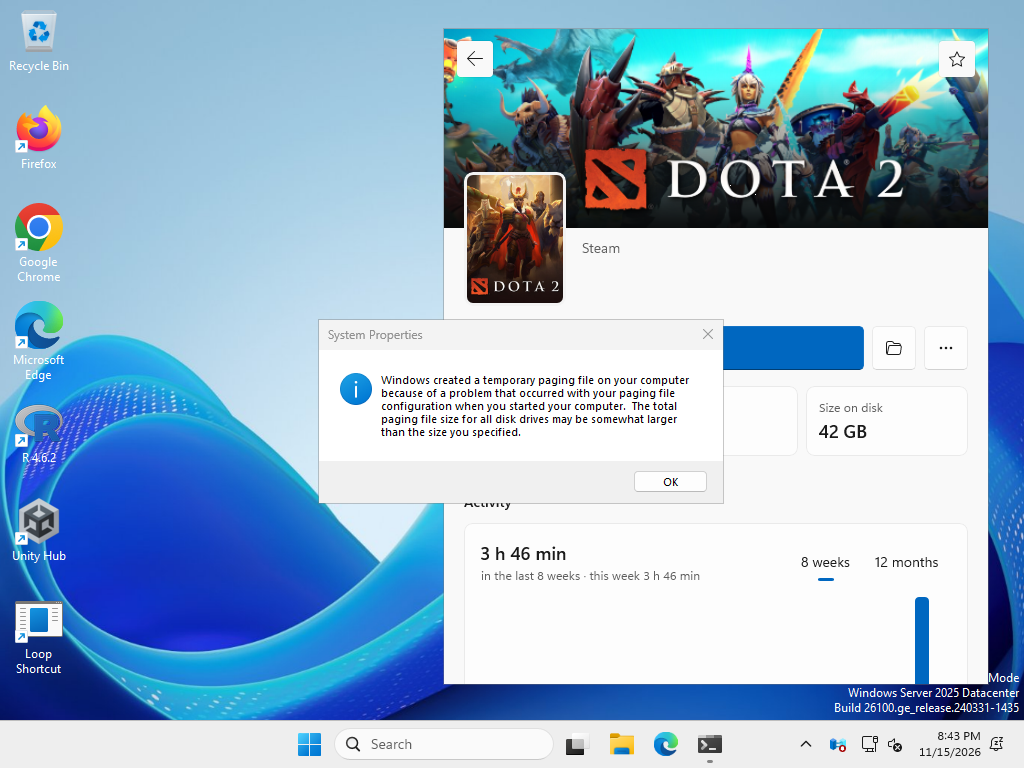 Recycle Bin
Firefox
Google
Chrome
Microsoft
Edge
R 4.6.2
Unity Hub
Loop
Shortcut
DOTA 2
DOTA 2
Steam
System Properties
Windows created a temporary paging file on your computer
because of a problem that occurred with your paging file
configuration when you started your computer.  The total
paging file size for all disk drives may be somewhat larger
than the size you specified.
OK
Size on disk
42 GB
Activity
3 h 46 min
in the last 8 weeks · this week 3 h 46 min
8 weeks
12 months
Mode
Windows Server 2025 Datacenter
Build 26100.ge_release.240331-1435
Search
8:43 PM
11/15/2026